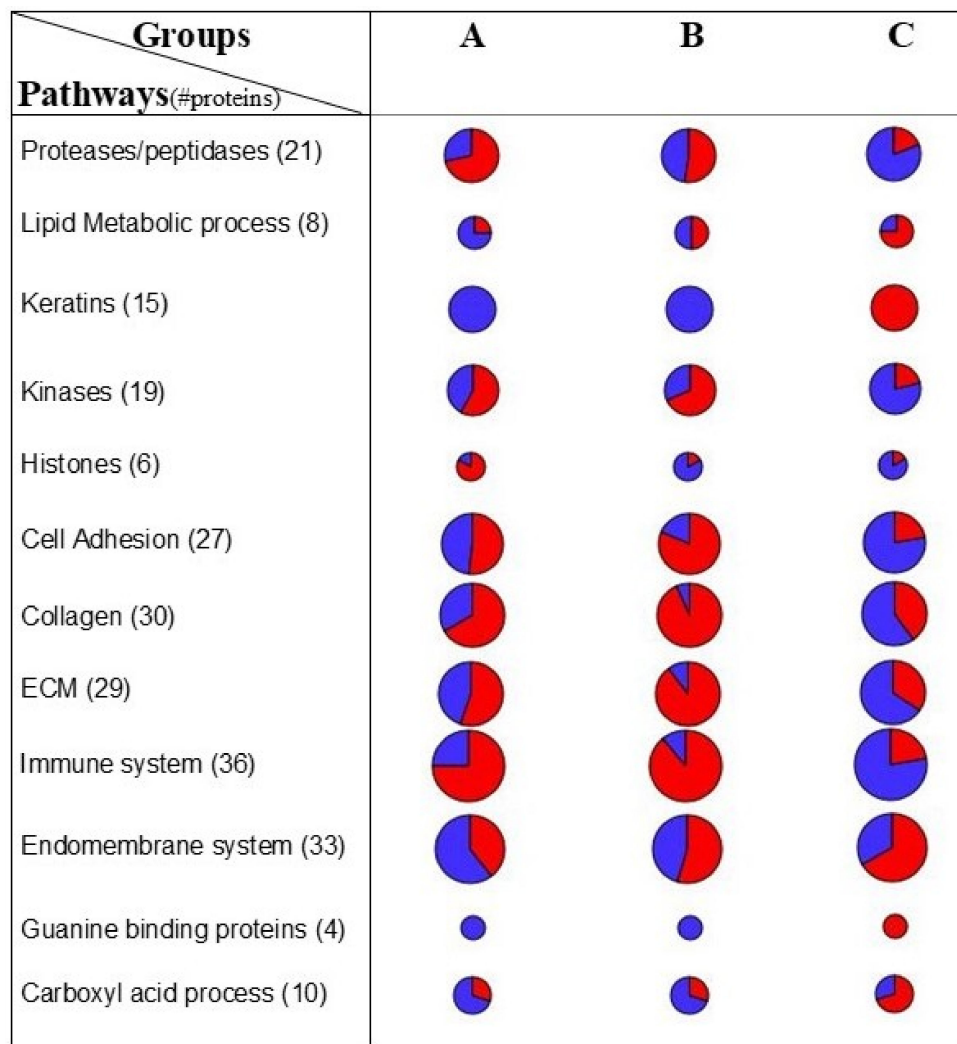 Groups
A B C
Pathways(#proteins)
Proteases/peptidases (21)
Lipid Metabolic process (8)
Keratins (15)
Kinases (19)
Histones (6)
Cell Adhesion (27)
Collagen (30)
ECM (29)
Immune system (36)
Endomembrane system (33)
Guanine binding proteins (4)
Carboxyl acid process (10)